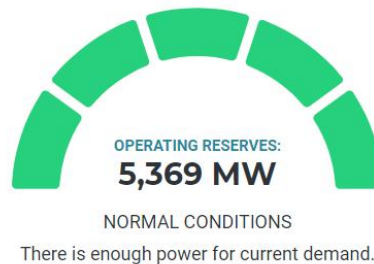 OPERATING RESERVES:
5,369 MW
NORMAL CONDITIONS
There is enough power for current demand.